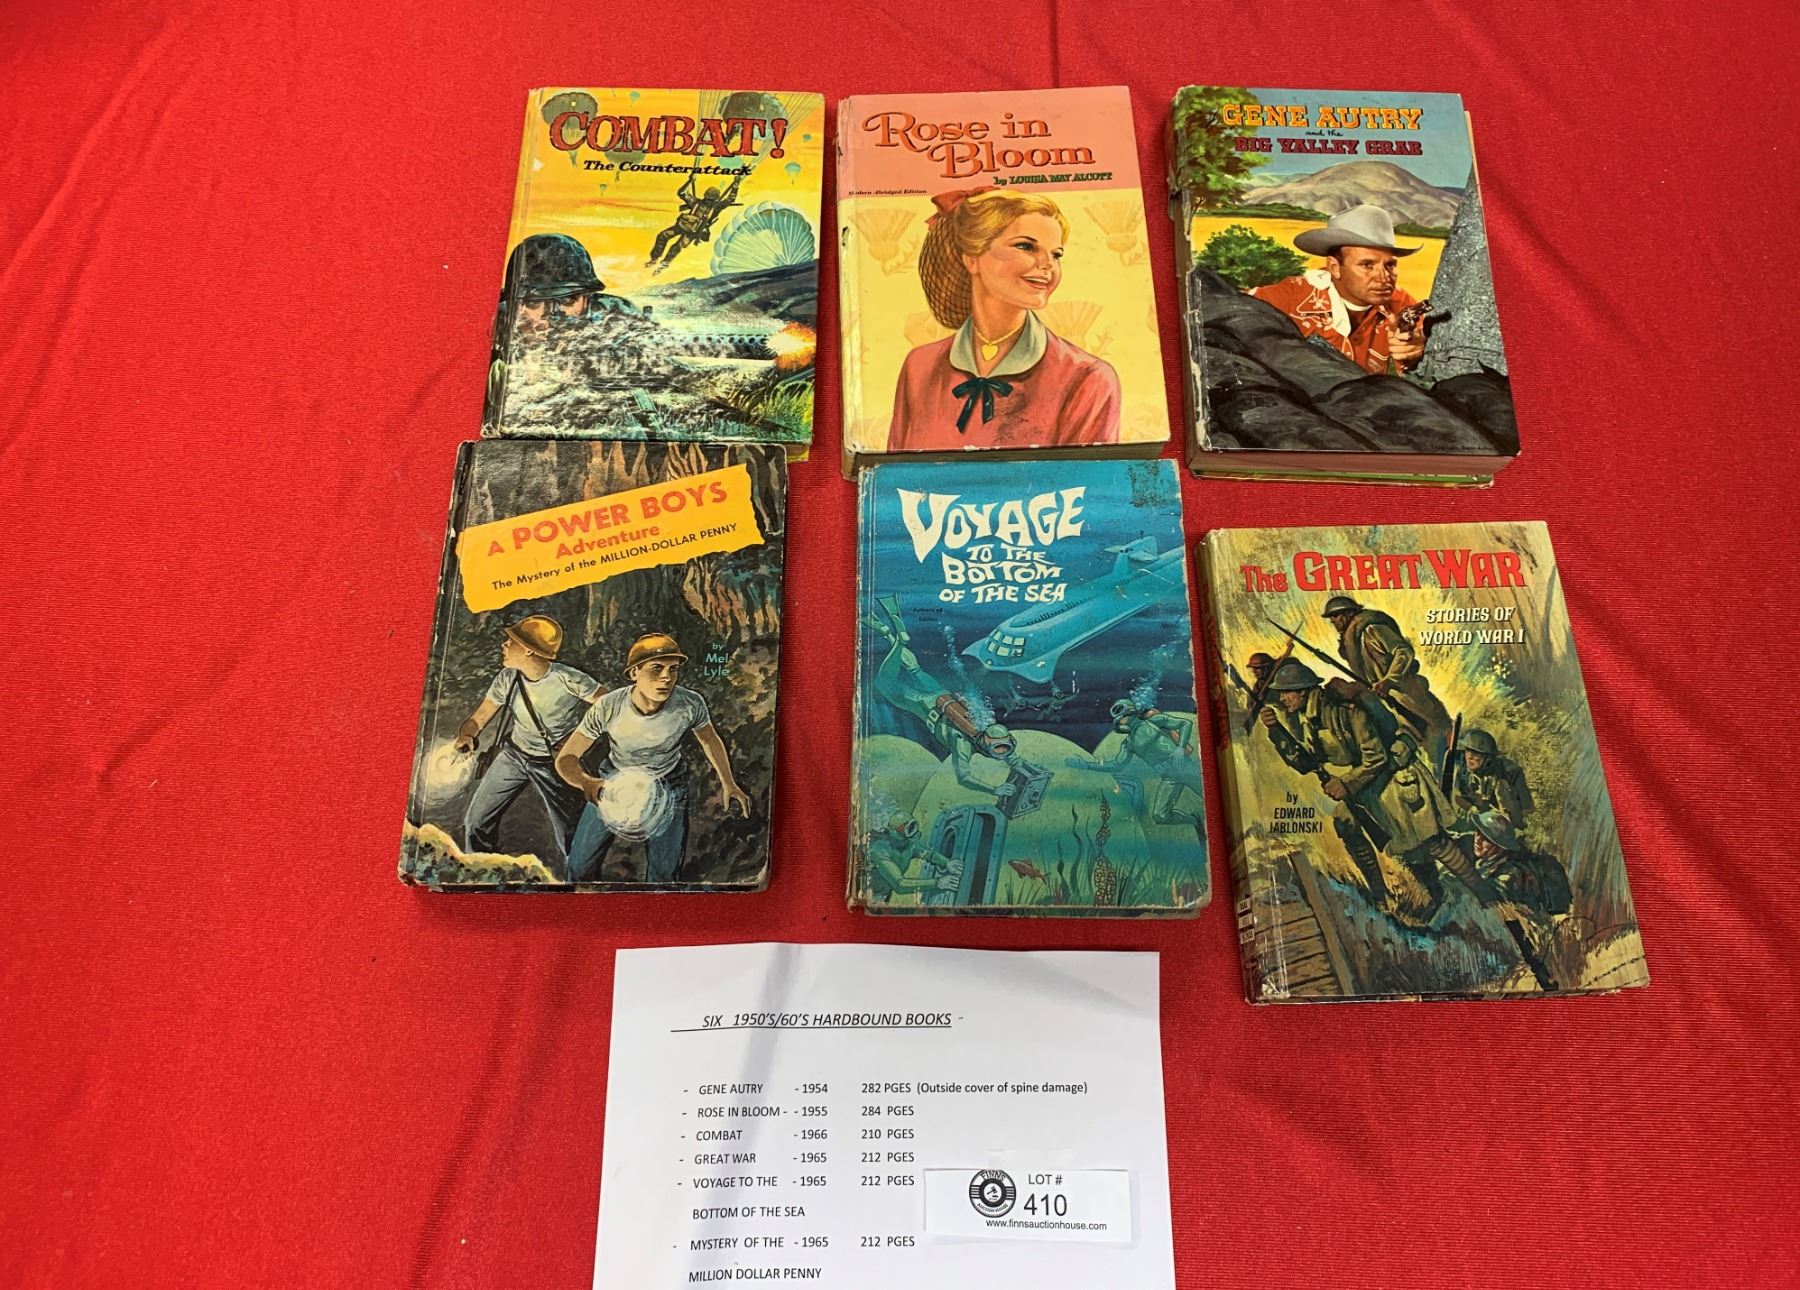 COMBAT!
The Counterattack
Rose in
Bloom
by LOUISA MAY ALCOTT
Modern Abridged Edition
GENE AUTRY
and the
BIG VALLEY GRAB
A POWER BOYS
Adventure
The Mystery of the MILLION-DOLLAR PENNY
by
Mel
Lyle
VOYAGE
TO THE
BOTTOM
OF THE SEA
Authorized
Edition
The GREAT WAR
STORIES OF
WORLD WAR I
by
EDWARD
JABLONSKI
SIX 1950'S/60'S HARDBOUND BOOKS -
- GENE AUTRY - 1954 282 PGES (Outside cover of spine damage)
- ROSE IN BLOOM - - 1955 284 PGES
- COMBAT - 1966 210 PGES
- GREAT WAR - 1965 212 PGES
- VOYAGE TO THE - 1965 212 PGES
BOTTOM OF THE SEA
- MYSTERY OF THE - 1965 212 PGES
MILLION DOLLAR PENNY
FINNS
AUCTION HOUSE
LOT #
410
www.finnsauctionhouse.com